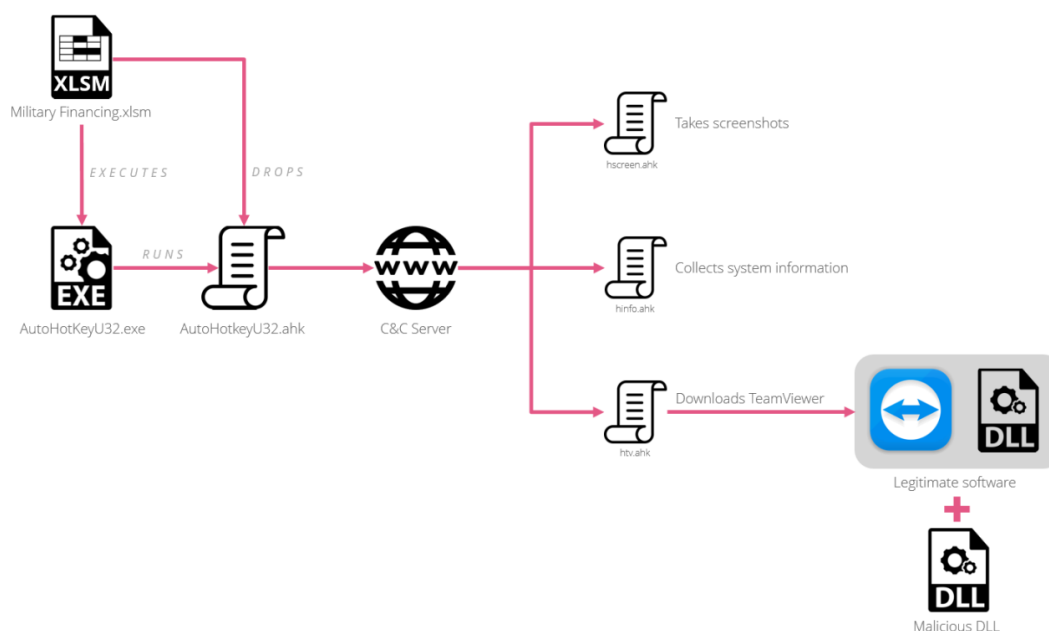 XLSM
Military Financing.xlsm
EXECUTES
DROPS
EXE
AutoHotKeyU32.exe
RUNS
AutoHotkeyU32.ahk
WWW
C&C Server
hscreen.ahk
Takes screenshots
hinfo.ahk
Collects system information
htv.ahk
Downloads TeamViewer
DLL
Legitimate software
DLL
Malicious DLL